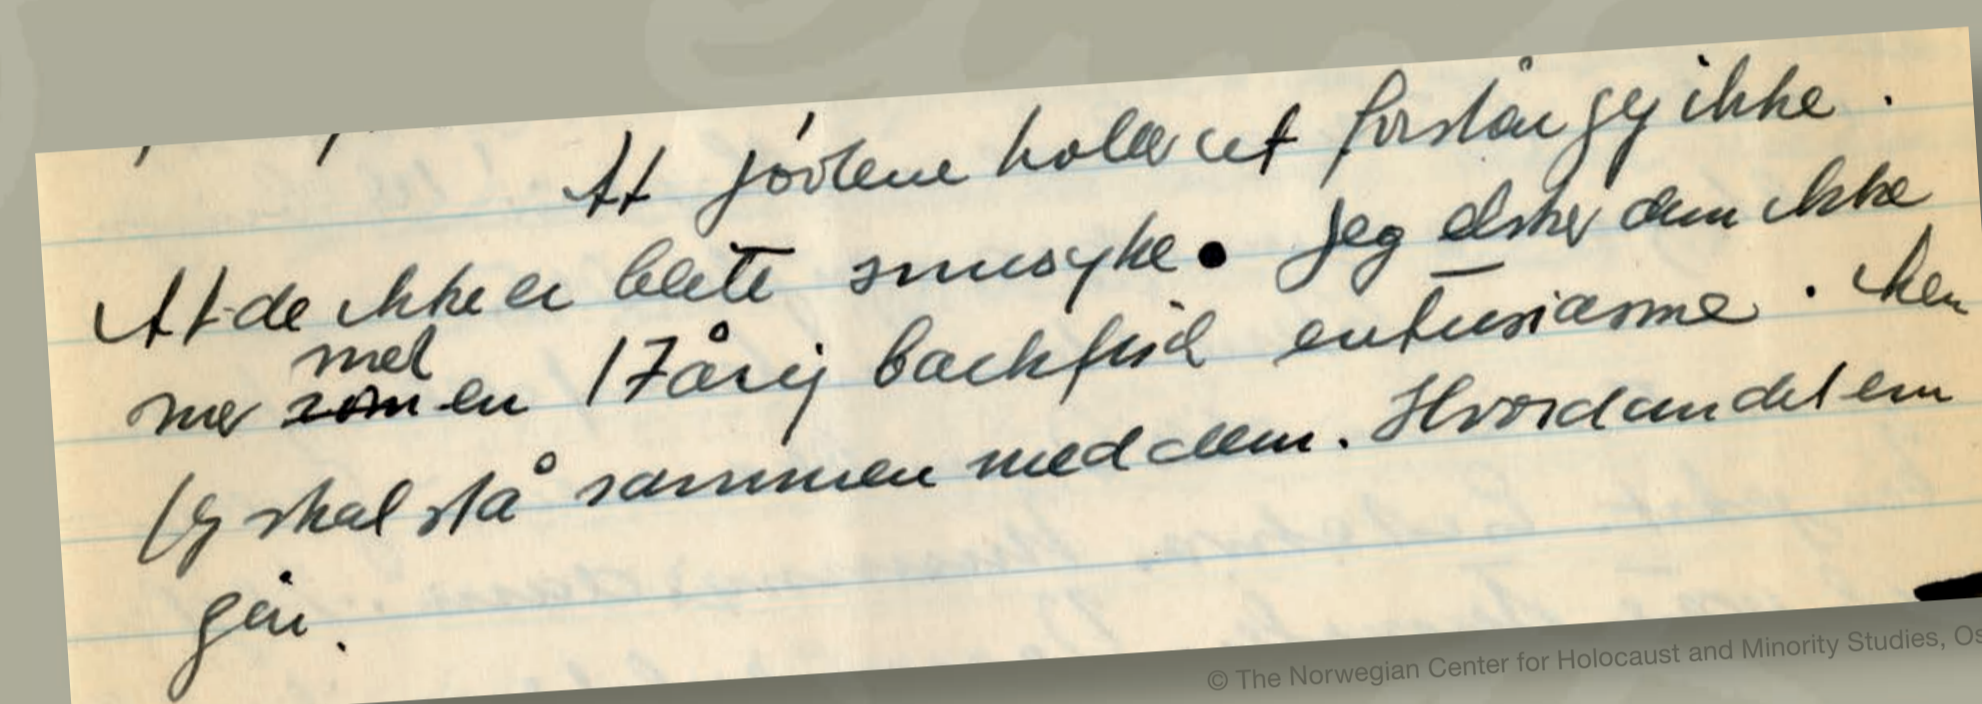 At jødene holder ut forstår jeg ikke.
At de ikke er blitt sinnsyke. Jeg elsker dem ikke
mer med som en 17årig backfisch entusiasme. Men
Jeg skal stå sammen med dem. Hvordan det enn
går.
© The Norwegian Center for Holocaust and Minority Studies, Os